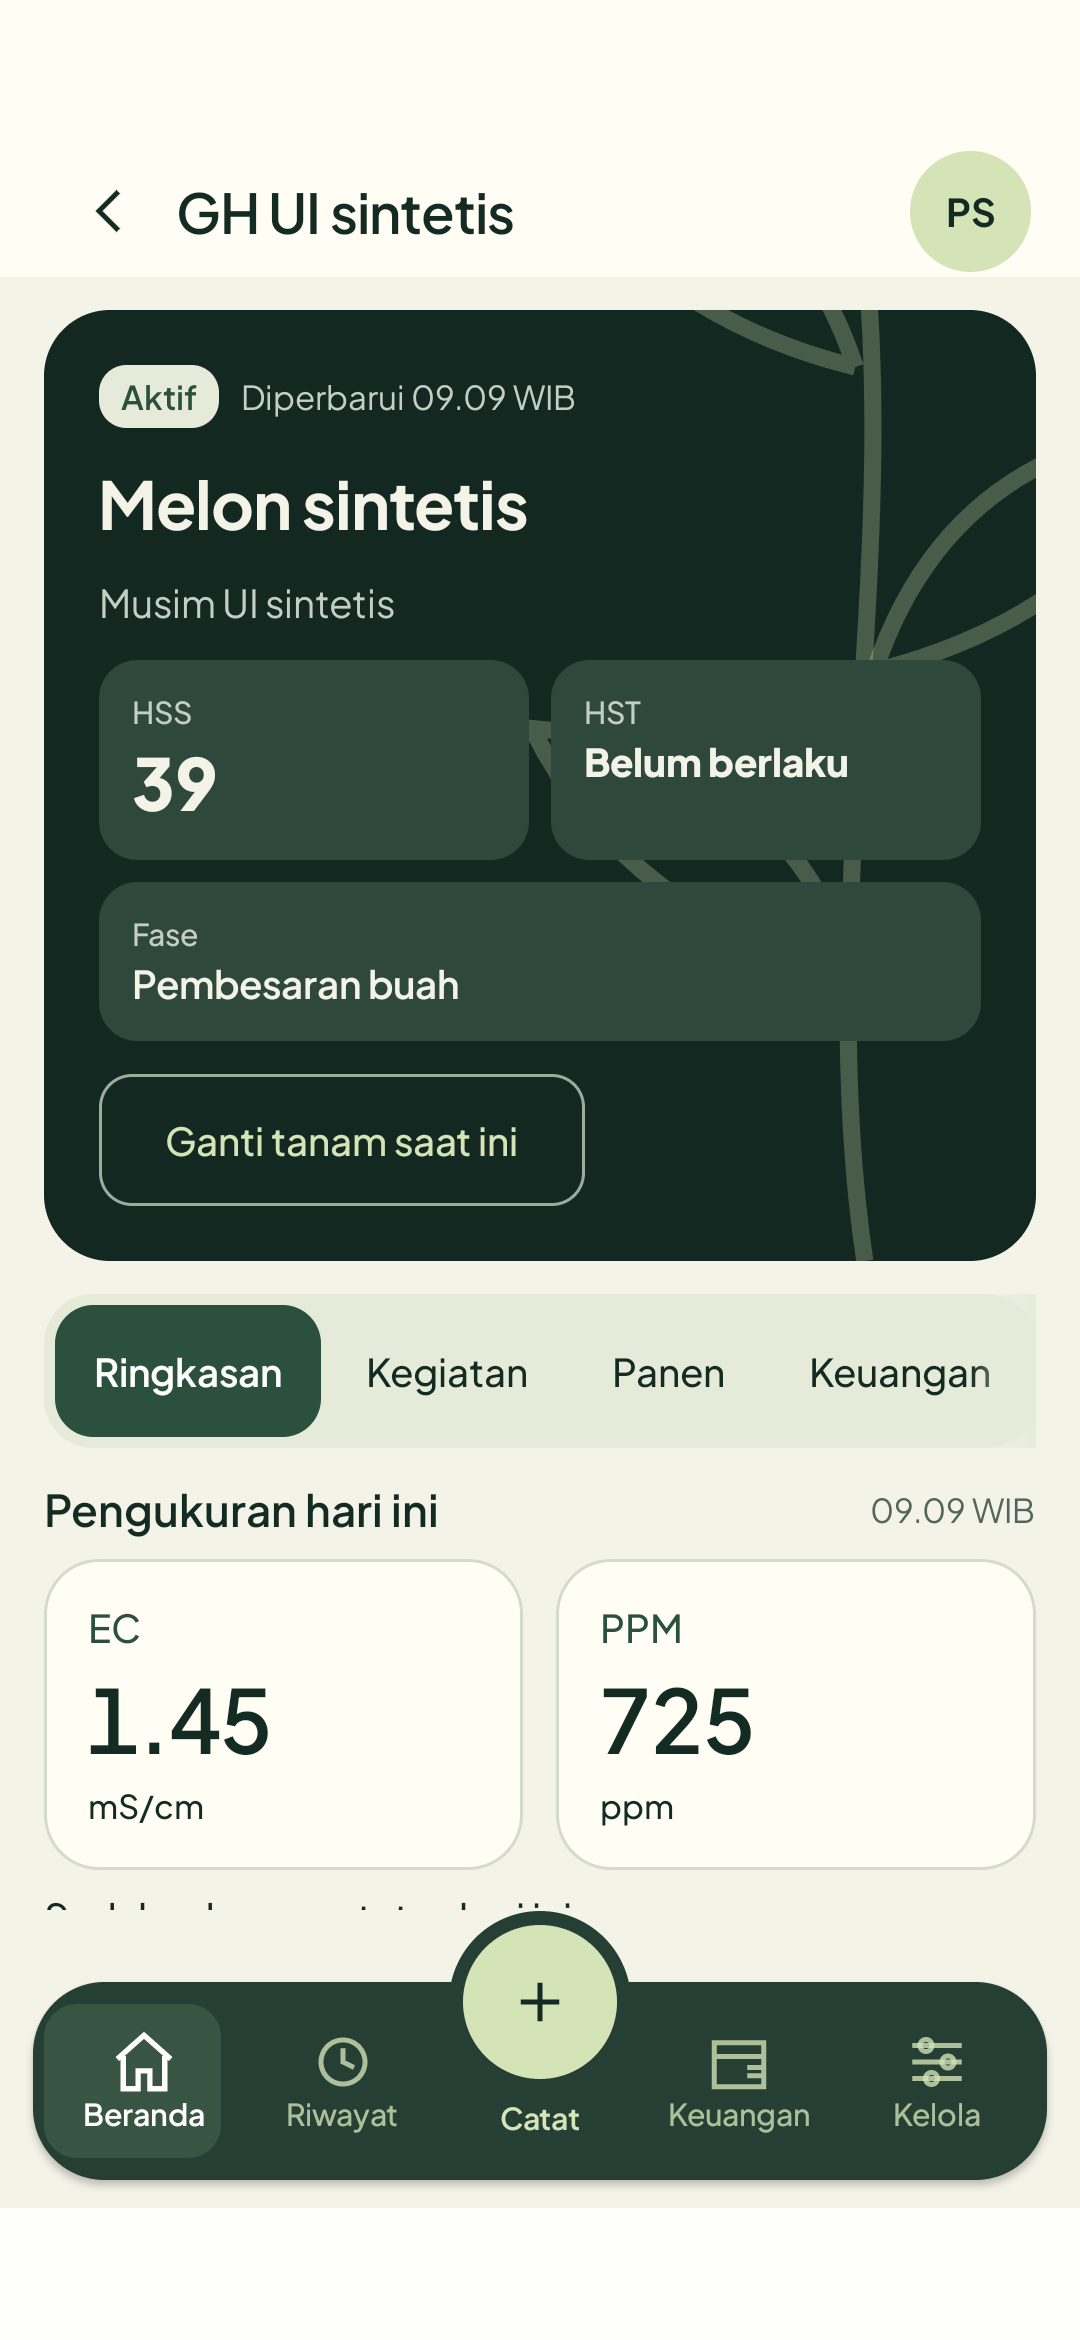 GH UI sintetis
PS
Aktif
Diperbarui 09.09 WIB
Melon sintetis
Musim UI sintetis
HSS
39
HST
Belum berlaku
Fase
Pembesaran buah
Ganti tanam saat ini
Ringkasan
Kegiatan
Panen
Keuangan
Pengukuran hari ini
09.09 WIB
EC
1.45
mS/cm
PPM
725
ppm
Beranda
Riwayat
Catat
Keuangan
Kelola